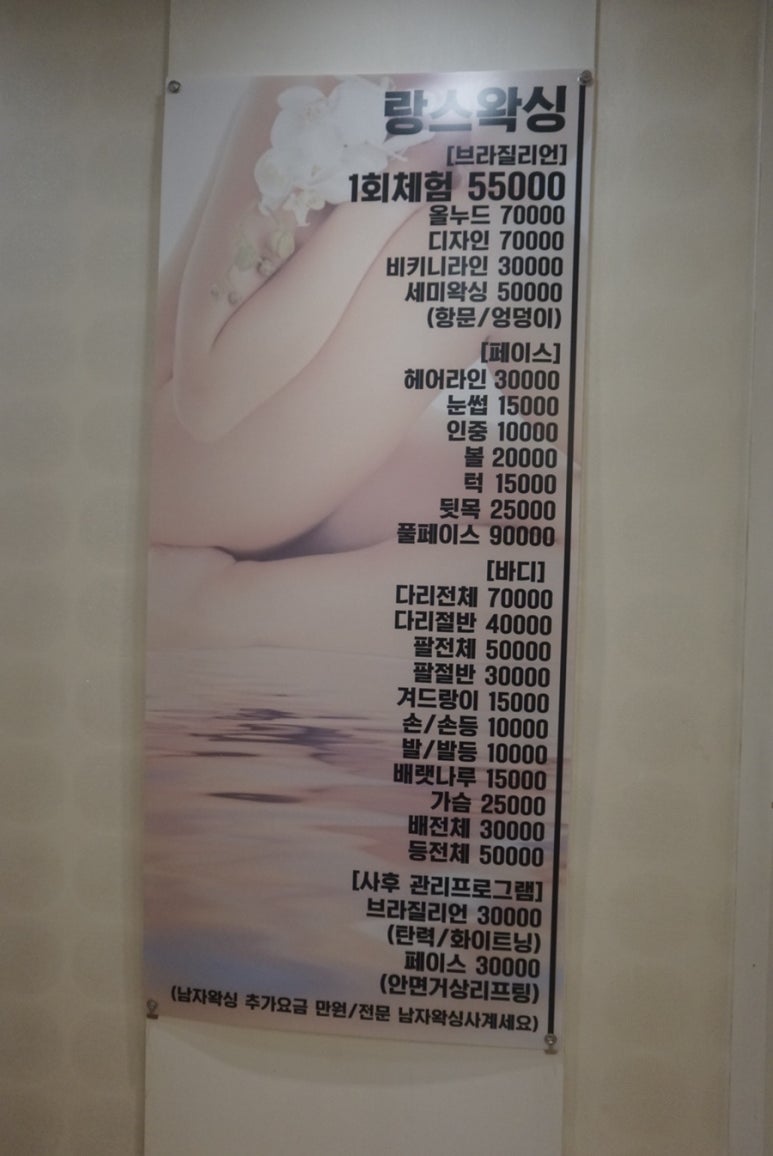 랑스왁싱
[브라질리언]
1회체험 55000
올누드 70000
디자인 70000
비키니라인 30000
세미왁싱 50000
(항문/엉덩이)
[페이스]
헤어라인 30000
눈썹 15000
인중 10000
볼 20000
턱 15000
뒷목 25000
풀페이스 90000
[바디]
다리전체 70000
다리절반 40000
팔전체 50000
팔절반 30000
겨드랑이 15000
손/손등 10000
발/발등 10000
배랫나루 15000
가슴 25000
배전체 30000
등전체 50000
[사후 관리프로그램]
브라질리언 30000
(탄력/화이트닝)
페이스 30000
(안면거상리프팅)
(남자왁싱 추가요금 만원/전문 남자왁싱사계세요)